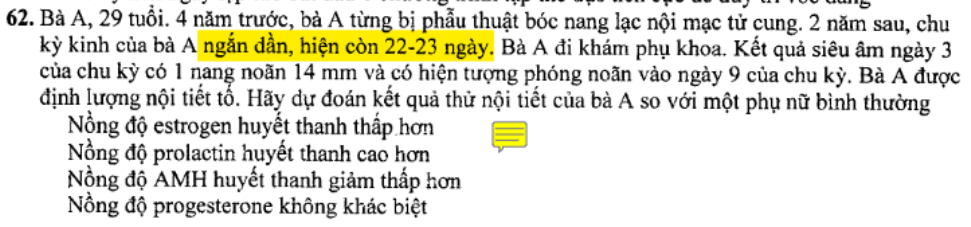 62. Bà A, 29 tuổi. 4 năm trước, bà A từng bị phẫu thuật bóc nang lạc nội mạc tử cung. 2 năm sau, chu
kỳ kinh của bà A ngắn dần, hiện còn 22-23 ngày. Bà A đi khám phụ khoa. Kết quả siêu âm ngày 3
của chu kỳ có 1 nang noãn 14 mm và có hiện tượng phóng noãn vào ngày 9 của chu kỳ. Bà A được
định lượng nội tiết tố. Hãy dự đoán kết quả thử nội tiết của bà A so với một phụ nữ bình thường
Nồng độ estrogen huyết thanh thấp hơn
Nồng độ prolactin huyết thanh cao hơn
Nồng độ AMH huyết thanh giảm thấp hơn
Nồng độ progesterone không khác biệt